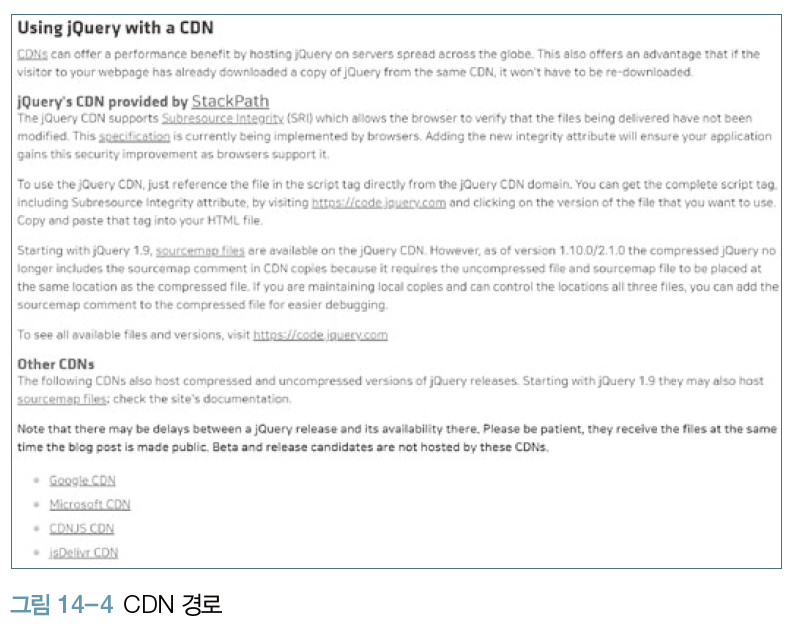 Using jQuery with a CDN
CDNs can offer a performance benefit by hosting jQuery on servers spread across the globe. This also offers an advantage that if the
visitor to your webpage has already downloaded a copy of jQuery from the same CDN, it won't have to be re-downloaded.
jQuery's CDN provided by StackPath
The jQuery CDN supports Subresource Integrity (SRI) which allows the browser to verify that the files being delivered have not been
modified. This specification is currently being implemented by browsers. Adding the new integrity attribute will ensure your application
gains this security improvement as browsers support it.
To use the jQuery CDN, just reference the file in the script tag directly from the jQuery CDN domain. You can get the complete script tag,
including Subresource Integrity attribute, by visiting https://code.jquery.com and clicking on the version of the file that you want to use.
Copy and paste that tag into your HTML file.
Starting with jQuery 1.9, sourcemap files are available on the jQuery CDN. However, as of version 1.10.0/2.1.0 the compressed jQuery no
longer includes the sourcemap comment in CDN copies because it requires the uncompressed file and sourcemap file to be placed at
the same location as the compressed file. If you are maintaining local copies and can control the locations all three files, you can add the
sourcemap comment to the compressed file for easier debugging.
To see all available files and versions, visit https://code.jquery.com
Other CDNs
The following CDNs also host compressed and uncompressed versions of jQuery releases. Starting with jQuery 1.9 they may also host
sourcemap files; check the site's documentation.
Note that there may be delays between a jQuery release and its availability there. Please be patient, they receive the files at the same
time the blog post is made public. Beta and release candidates are not hosted by these CDNs.
Google CDN
Microsoft CDN
CDNJS CDN
jsDelivr CDN
그림 14-4 CDN 경로